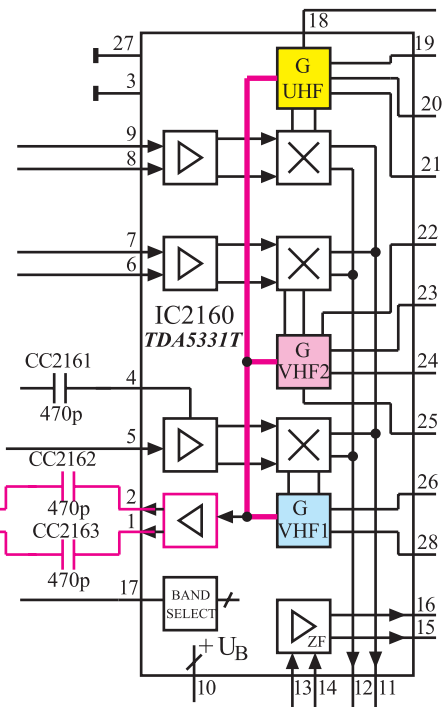 18
27
G
UHF
19
3
20
9
8
21
7
6
22
23
IC2160
TDA5331T
G
VHF2
24
CC2161
4
470p
25
5
CC2162
2
470p
CC2163
1
470p
G
VHF1
26
28
17
BAND
SELECT
ZF
16
15
+UB
10
13
14
12
11